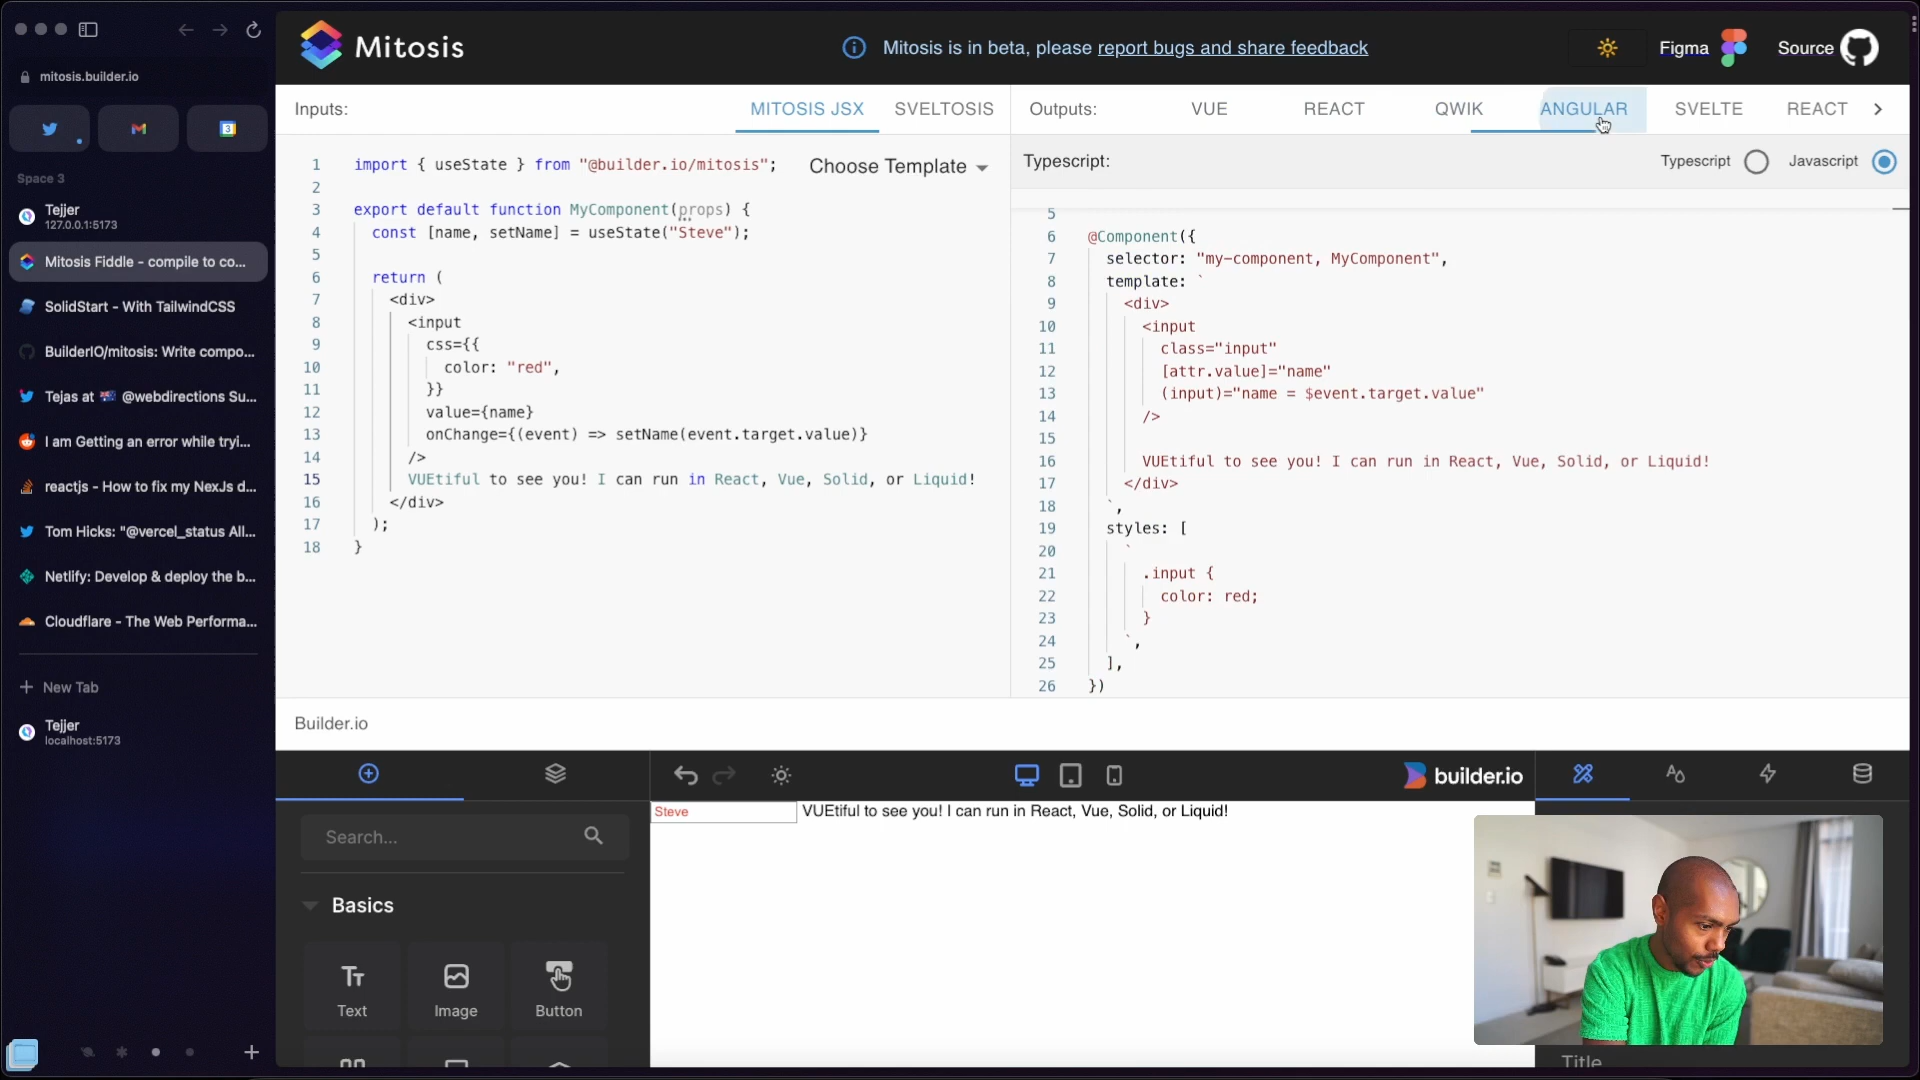 mitosis.builder.io
3
Space 3
Tejjer
127.0.0.1:5173
Mitosis Fiddle - compile to co...
SolidStart - With TailwindCSS
BuilderIO/mitosis: Write compo...
Tejas at 🇦🇺 @webdirections Su...
I am Getting an error while tryi...
reactjs - How to fix my NexJs d...
Tom Hicks: "@vercel_status All...
Netlify: Develop & deploy the b...
Cloudflare - The Web Performa...
New Tab
Tejjer
localhost:5173
Mitosis
Mitosis is in beta, please report bugs and share feedback
Figma
Source
Inputs:
MITOSIS JSX
SVELTOSIS
Choose Template
1 import { useState } from "@builder.io/mitosis";
2
3 export default function MyComponent(props) {
4 const [name, setName] = useState("Steve");
5
6 return (
7 <div>
8 <input
9 css={{
10 color: "red",
11 }}
12 value={name}
13 onChange={(event) => setName(event.target.value)}
14 />
15 VUEtiful to see you! I can run in React, Vue, Solid, or Liquid!
16 </div>
17 );
18 }
Outputs:
VUE
REACT
QWIK
ANGULAR
SVELTE
REACT
Typescript:
Typescript
Javascript
5
6 @Component({
7 selector: "my-component, MyComponent",
8 template: `
9 <div>
10 <input
11 class="input"
12 [attr.value]="name"
13 (input)="name = $event.target.value"
14 />
15
16 VUEtiful to see you! I can run in React, Vue, Solid, or Liquid!
17 </div>
18 `,
19 styles: [
20 `
21 .input {
22 color: red;
23 }
24 `,
25 ],
26 })
Builder.io
builder.io
Search...
Basics
Text
Image
Button
Steve
VUEtiful to see you! I can run in React, Vue, Solid, or Liquid!
Title